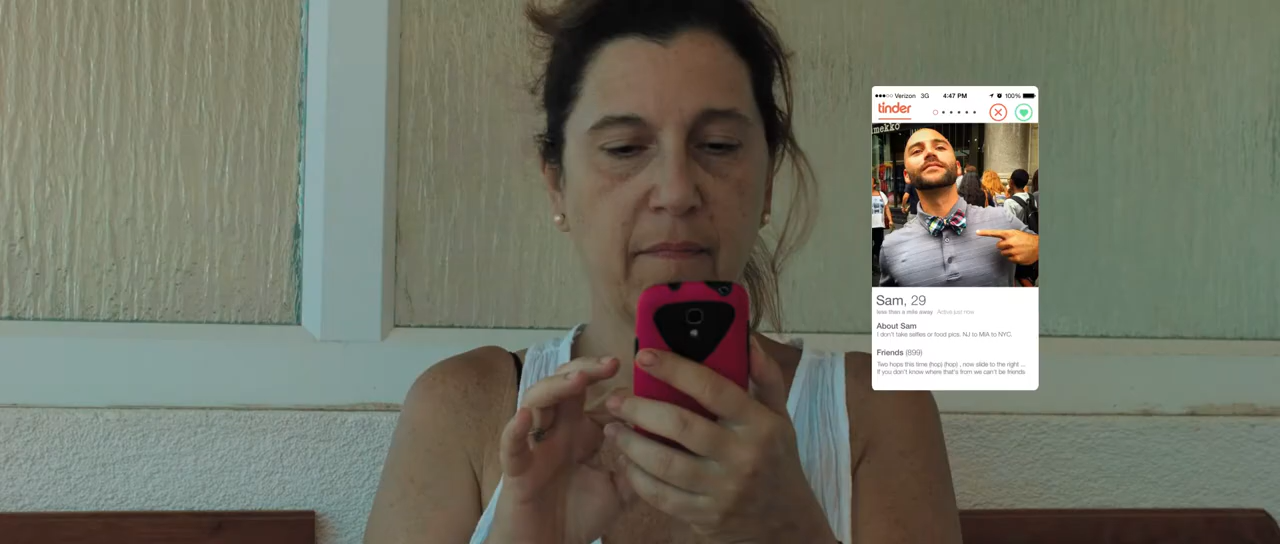 Verizon 3G 4:47 PM 100%
tinder
mekko
Sam, 29
less than a mile away Active just now
About Sam
I don't take selfies or food pics. NJ to MIA to NYC.
Friends (899)
Two hops this time (hop) (hop) , now slide to the right ...
If you don't know where that's from we can't be friends